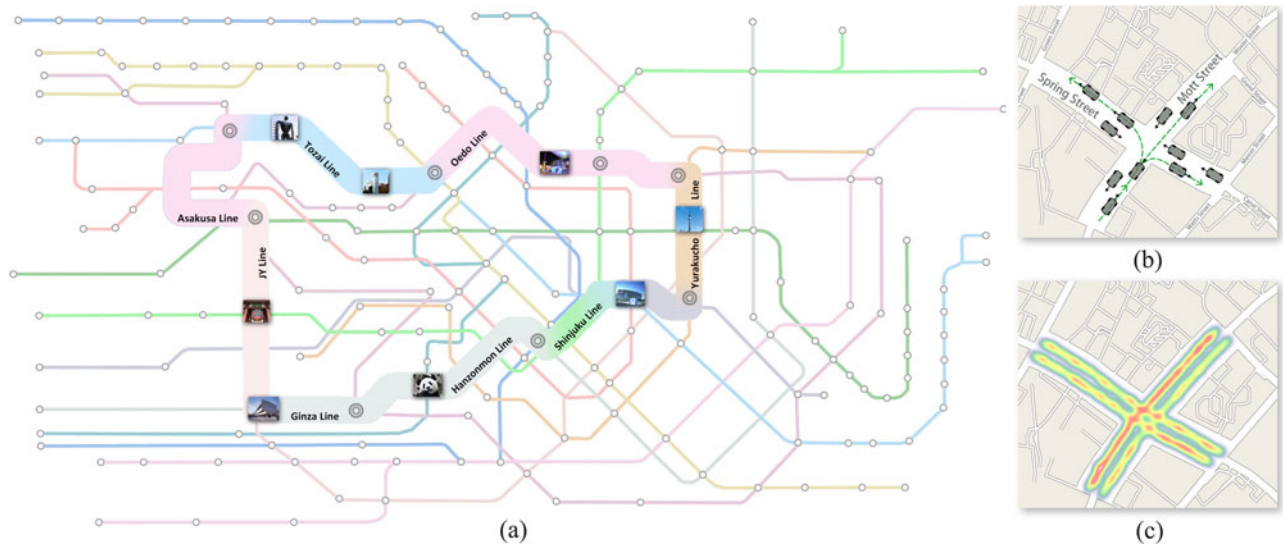 Tozai Line
Oedo Line
Asakusa Line
JY Line
Line
Yurakucho
Shinjuku Line
Hanzonmon Line
Ginza Line
(a)
Spring Street
Mott Street
(b)
(c)